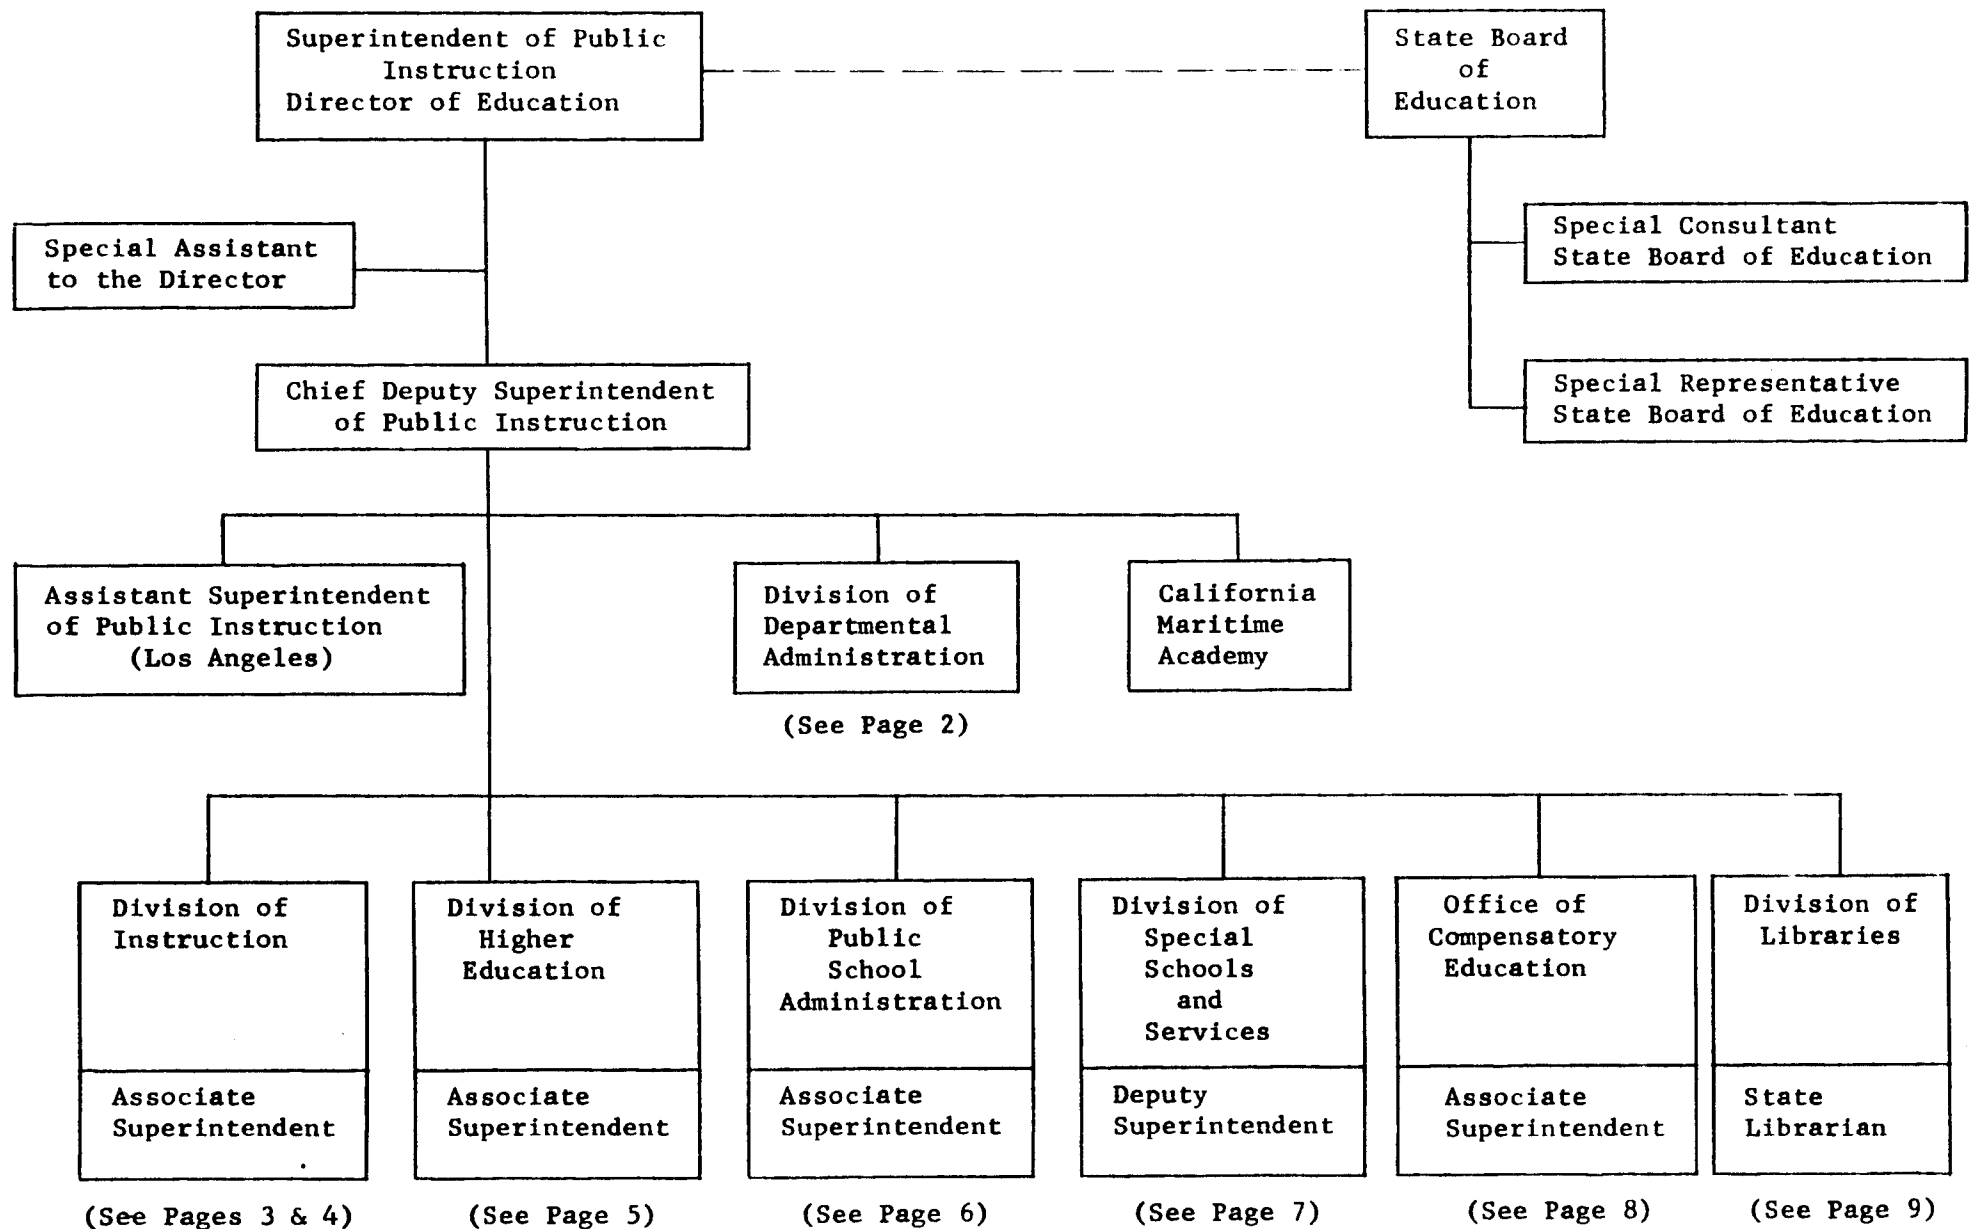 Superintendent of Public
Instruction
Director of Education
State Board
of
Education
Special Assistant
to the Director
Special Consultant
State Board of Education
Chief Deputy Superintendent
of Public Instruction
Special Representative
State Board of Education
Assistant Superintendent
of Public Instruction
(Los Angeles)
Division of
Departmental
Administration
(See Page 2)
California
Maritime
Academy
Division of
Instruction
Associate
Superintendent
(See Pages 3 & 4)
Division of
Higher
Education
Associate
Superintendent
(See Page 5)
Division of
Public
School
Administration
Associate
Superintendent
(See Page 6)
Division of
Special
Schools
and
Services
Deputy
Superintendent
(See Page 7)
Office of
Compensatory
Education
Associate
Superintendent
(See Page 8)
Division of
Libraries
State
Librarian
(See Page 9)